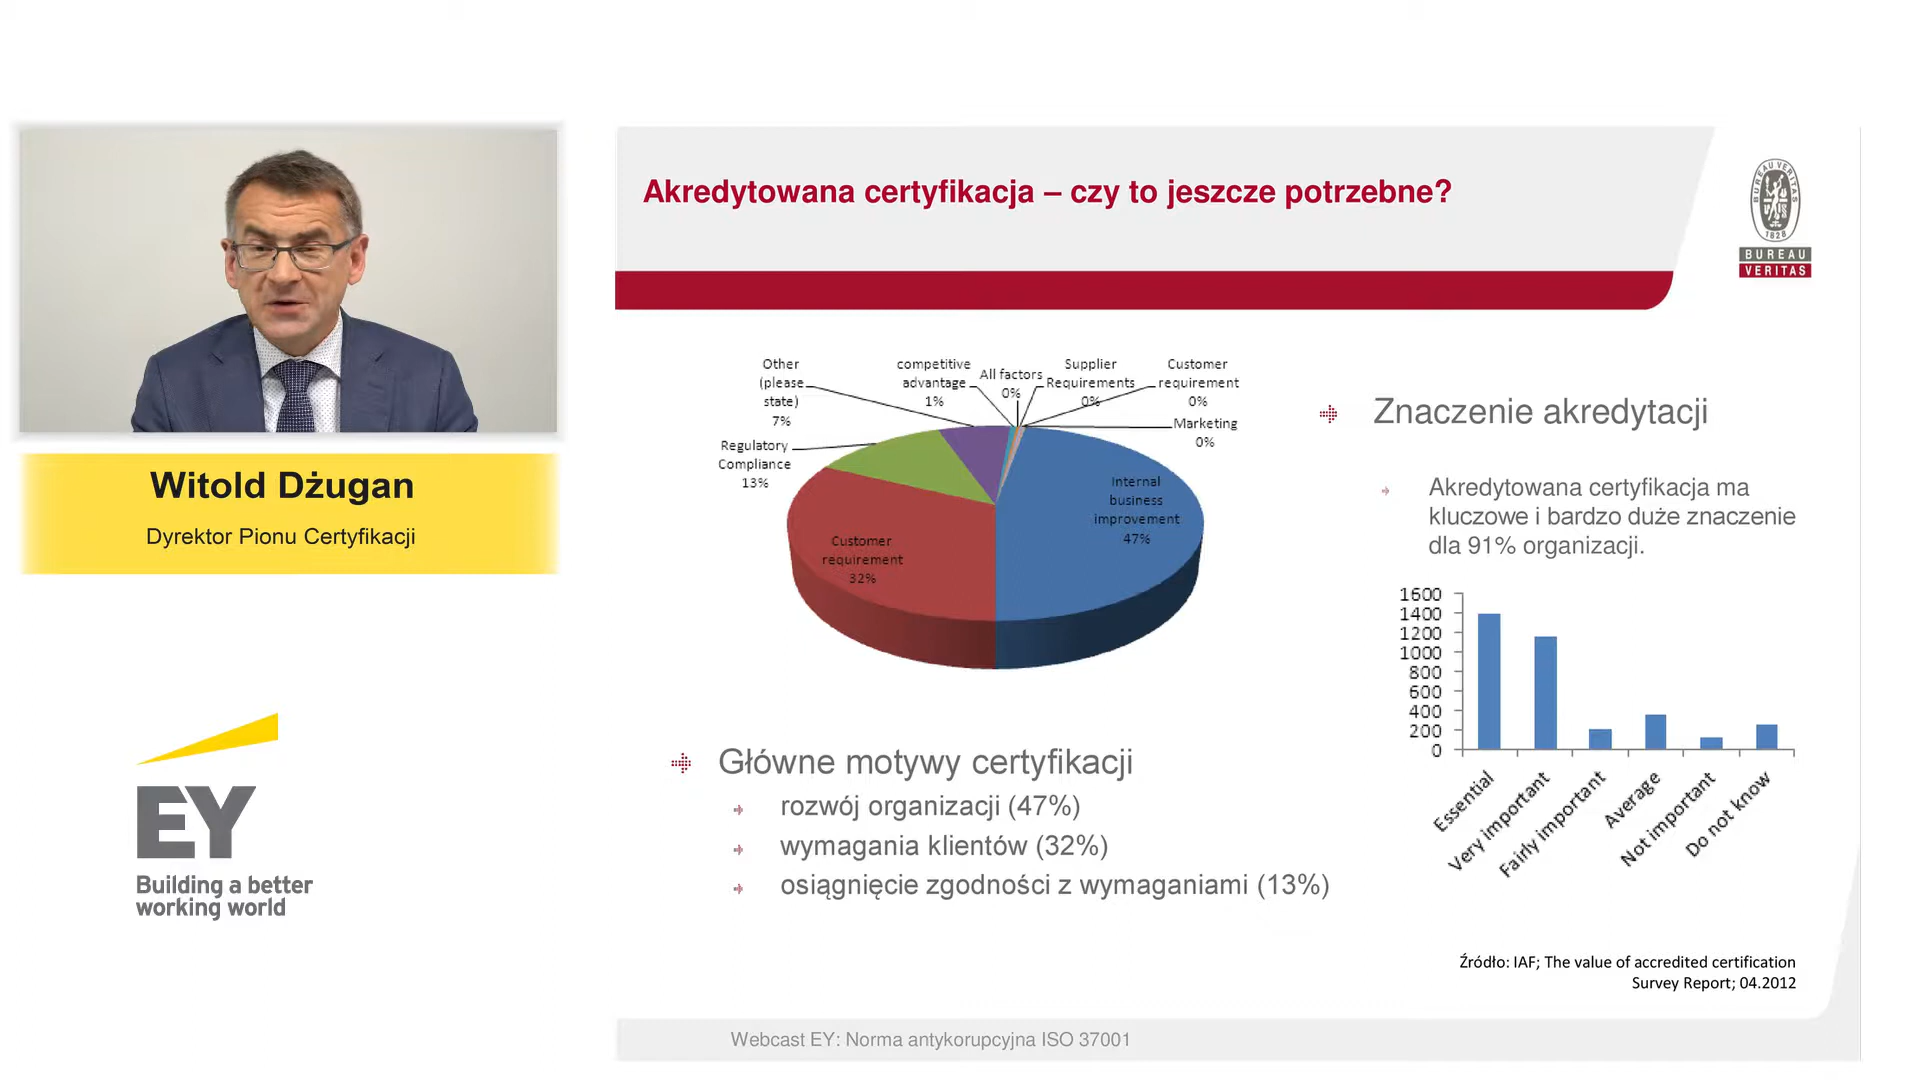 Witold Dżugan
Dyrektor Pionu Certyfikacji
EY
Building a better
working world
Akredytowana certyfikacja – czy to jeszcze potrzebne?
BUREAU VERITAS
1828
BUREAU
VERITAS
Other
(please
state)
7%
competitive
advantage
1%
All factors
0%
Supplier
Requirements
0%
Customer
requirement
0%
Marketing
0%
Regulatory
Compliance
13%
Internal
business
improvement
47%
Customer
requirement
32%
Główne motywy certyfikacji
rozwój organizacji (47%)
wymagania klientów (32%)
osiągnięcie zgodności z wymaganiami (13%)
Znaczenie akredytacji
Akredytowana certyfikacja ma
kluczowe i bardzo duże znaczenie
dla 91% organizacji.
1600
1400
1200
1000
800
600
400
200
0
Essential
Very important
Fairly important
Average
Not important
Do not know
Źródło: IAF; The value of accredited certification
Survey Report; 04.2012
Webcast EY: Norma antykorupcyjna ISO 37001